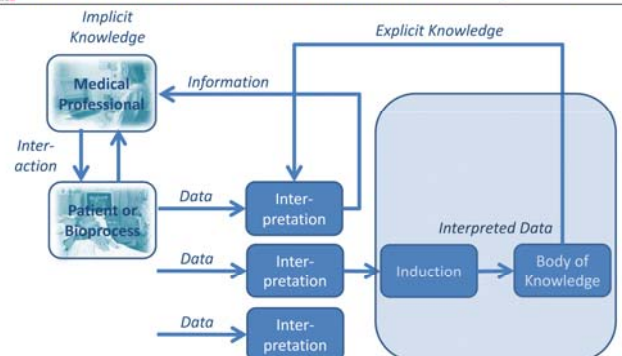 Implicit
Knowledge
Explicit Knowledge
Medical
Professional
Information
Inter-
action
Patient or
Bioprocess
Data
Inter-
pretation
Interpreted Data
Data
Inter-
pretation
Induction
Body of
Knowledge
Data
Inter-
pretation